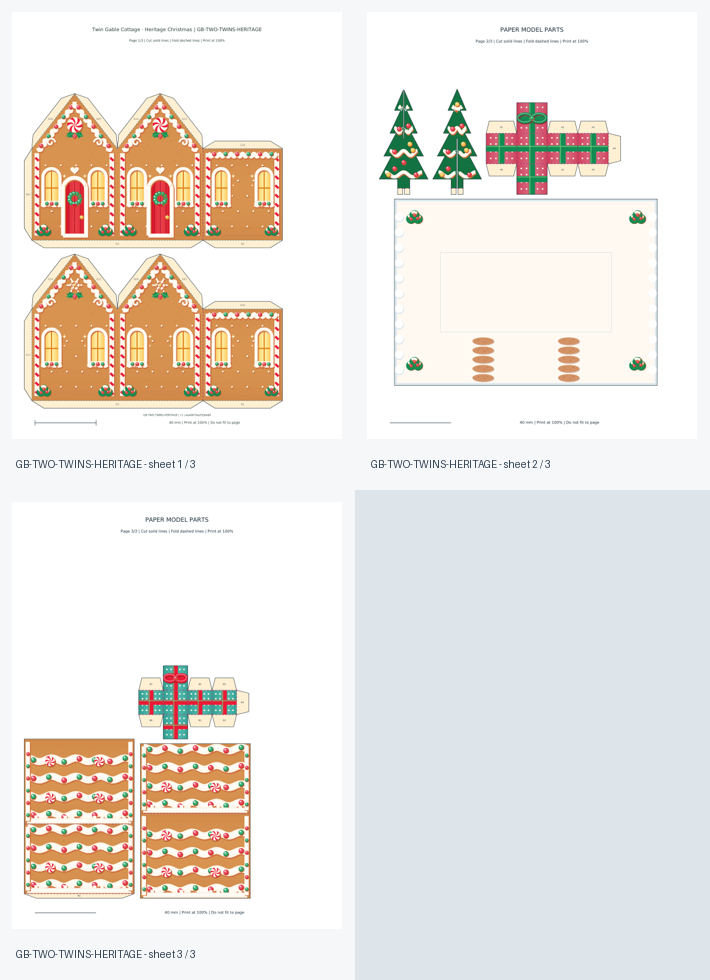 Twin Gable Cottage · Heritage Christmas | GB-TWO-TWINS-HERITAGE
Page 1/3 | Cut solid lines | Fold dashed lines | Print at 100%
40 mm | Print at 100% | Do not fit to page
GB-TWO-TWINS-HERITAGE - sheet 1 / 3
PAPER MODEL PARTS
Page 2/3 | Cut solid lines | Fold dashed lines | Print at 100%
40 mm | Print at 100% | Do not fit to page
GB-TWO-TWINS-HERITAGE - sheet 2 / 3
PAPER MODEL PARTS
Page 3/3 | Cut solid lines | Fold dashed lines | Print at 100%
40 mm | Print at 100% | Do not fit to page
GB-TWO-TWINS-HERITAGE - sheet 3 / 3